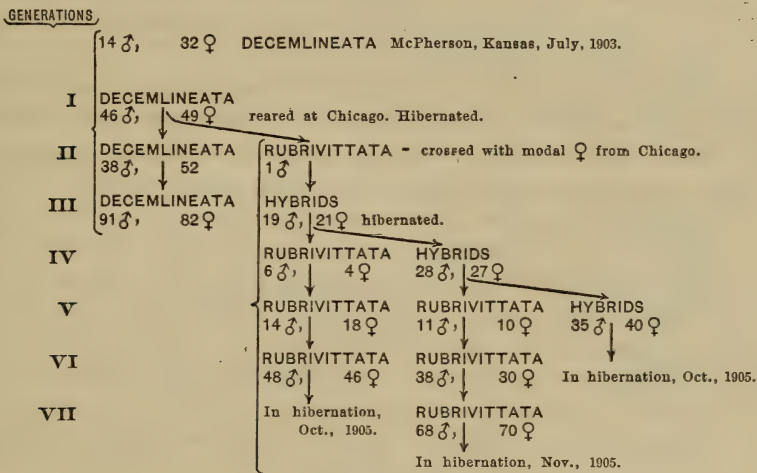 GENERATIONS
14♂, 32♀ DECEMLINEATA McPherson, Kansas, July, 1903.
I DECEMLINEATA
46♂, 49♀ reared at Chicago. Hibernated.
II DECEMLINEATA RUBRIVITTATA - crossed with modal ♀ from Chicago.
38♂, 52 1♂
III DECEMLINEATA HYBRIDS
91♂, 82♀ 19♂, 21♀ hibernated.
IV RUBRIVITTATA HYBRIDS
6♂, 4♀ 28♂, 27♀
V RUBRIVITTATA RUBRIVITTATA HYBRIDS
14♂, 18♀ 11♂, 10♀ 35♂ 40♀
VI RUBRIVITTATA RUBRIVITTATA In hibernation, Oct., 1905.
48♂, 46♀ 38♂, 30♀
VII In hibernation, RUBRIVITTATA
Oct., 1905. 68♂, 70♀
In hibernation, Nov., 1905.